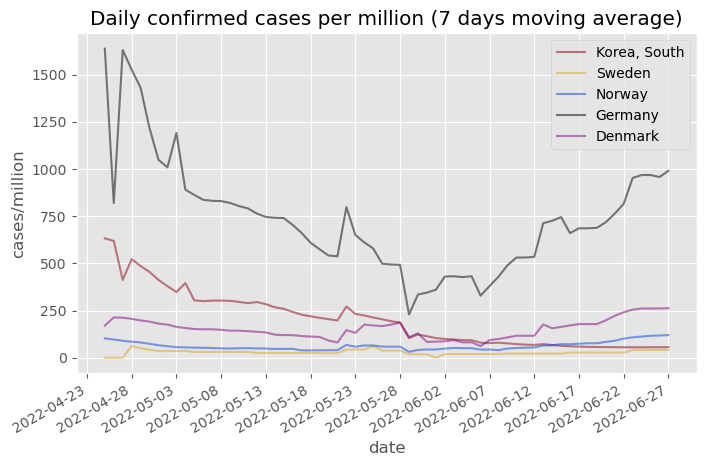 Daily confirmed cases per million (7 days moving average)
Korea, South
Sweden
Norway
Germany
Denmark
cases/million
1500
1250
1000
750
500
250
0
2022-04-23
2022-04-28
2022-05-03
2022-05-08
2022-05-13
2022-05-18
2022-05-23
2022-05-28
2022-06-02
2022-06-07
2022-06-12
2022-06-17
2022-06-22
2022-06-27
date